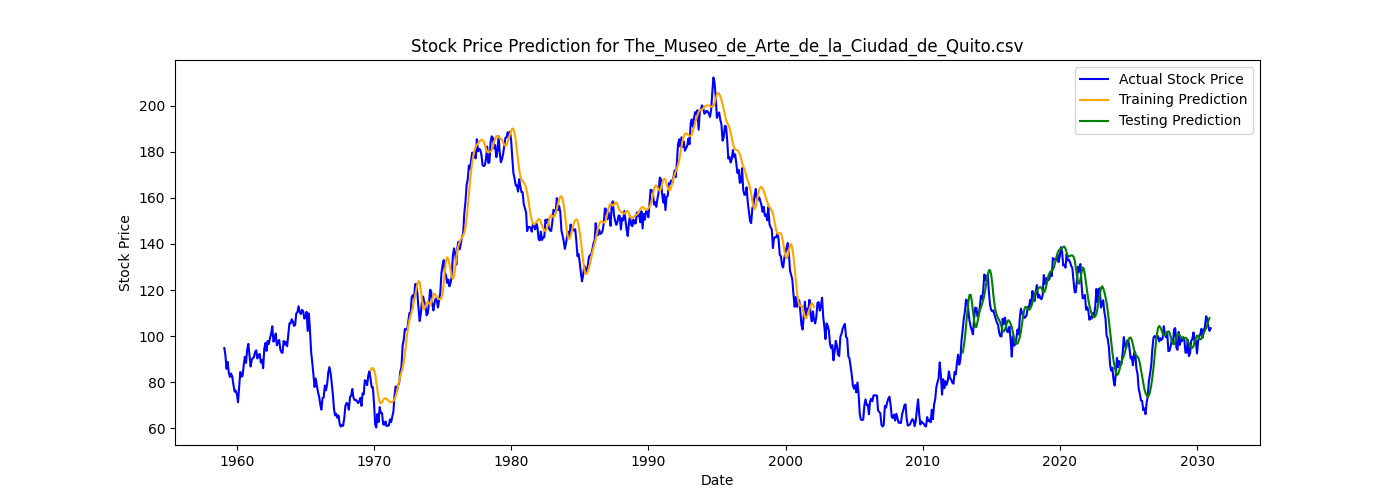 Stock Price Prediction for The_Museo_de_Arte_de_la_Ciudad_de_Quito.csv
Actual Stock Price
Training Prediction
Testing Prediction
Stock Price
200
180
160
140
120
100
80
60
1960 1970 1980 1990 2000 2010 2020 2030
Date